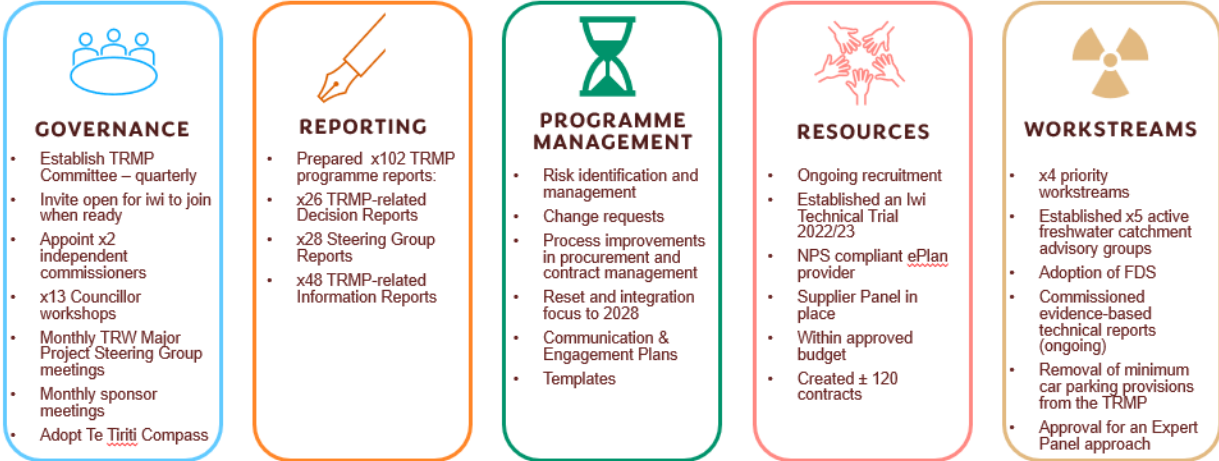 GOVERNANCE
• Establish TRMP
Committee – quarterly
• Invite open for iwi to join
when ready
• Appoint x2
independent
commissioners
• x13 Councillor
workshops
• Monthly TRW Major
Project Steering Group
meetings
• Monthly sponsor
meetings
• Adopt Te Tiriti Compass
REPORTING
• Prepared x102 TRMP
programme reports:
• x26 TRMP-related
Decision Reports
• x28 Steering Group
Reports
• x48 TRMP-related
Information Reports
PROGRAMME
MANAGEMENT
• Risk identification and
management
• Change requests
• Process improvements
in procurement and
contract management
• Reset and integration
focus to 2028
• Communication &
Engagement Plans
• Templates
RESOURCES
• Ongoing recruitment
• Established an Iwi
Technical Trial
2022/23
• NPS compliant ePlan
provider
• Supplier Panel in
place
• Within approved
budget
• Created ± 120
contracts
WORKSTREAMS
• x4 priority
workstreams
• Established x5 active
freshwater catchment
advisory groups
• Adoption of FDS
• Commissioned
evidence-based
technical reports
(ongoing)
• Removal of minimum
car parking provisions
from the TRMP
• Approval for an Expert
Panel approach